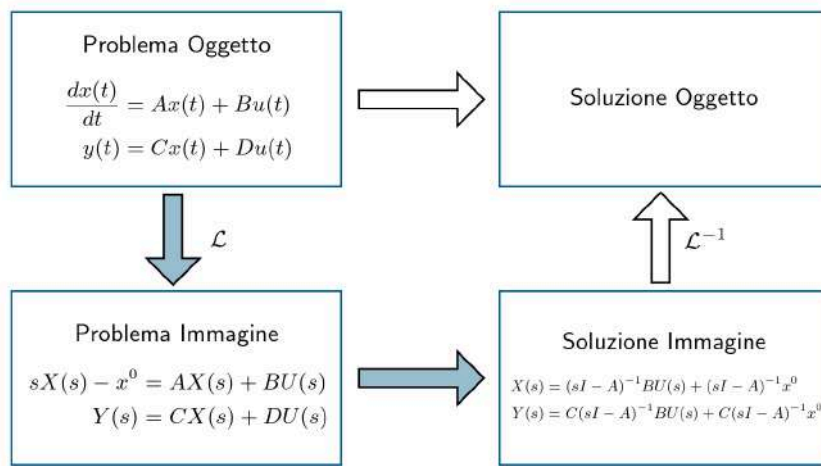 Problema Oggetto
dx(t)/dt = Ax(t) + Bu(t)
y(t) = Cx(t) + Du(t)
Soluzione Oggetto
ℒ
ℒ⁻¹
Problema Immagine
sX(s) − x⁰ = AX(s) + BU(s)
Y(s) = CX(s) + DU(s)
Soluzione Immagine
X(s) = (sI − A)⁻¹BU(s) + (sI − A)⁻¹x⁰
Y(s) = C(sI − A)⁻¹BU(s) + C(sI − A)⁻¹x⁰